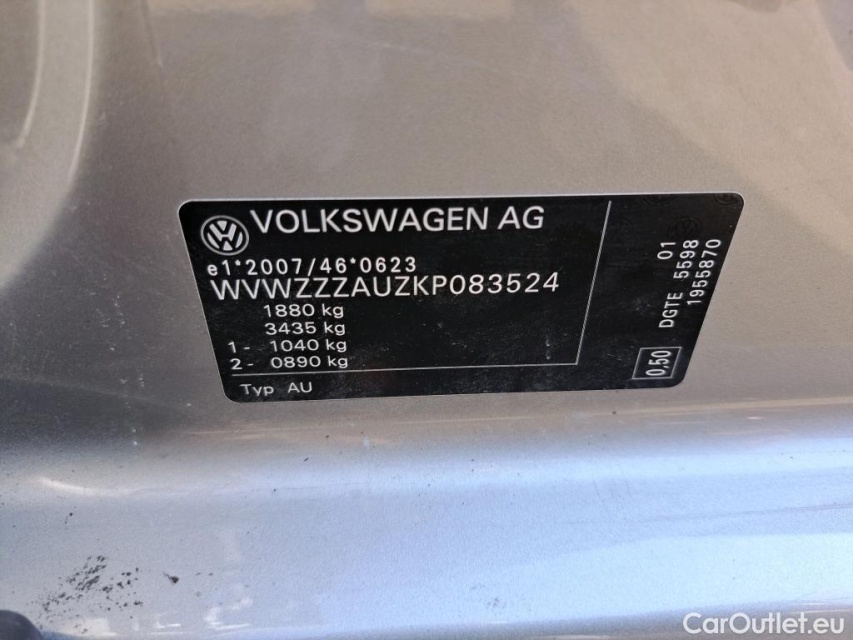 VOLKSWAGEN AG
e1*2007/46*0623
WVWZZZAUZKP083524
1880 kg
3435 kg
1 - 1040 kg
2 - 0890 kg
Typ AU
01
DGTE 5598
1955870
0,50
CarOutlet.eu